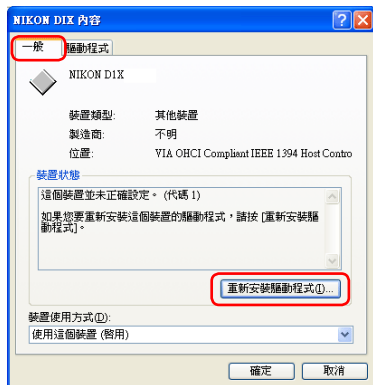 NIKON D1X 內容
一般
驅動程式
NIKON D1X
裝置類型: 其他裝置
製造商: 不明
位置: VIA OHCI Compliant IEEE 1394 Host Contro
裝置狀態
這個裝置並未正確設定。 (代碼 1)
如果您要重新安裝這個裝置的驅動程式，請按 [重新安裝驅
動程式]。
重新安裝驅動程式(I)...
裝置使用方式(D):
使用這個裝置 (啓用)
確定
取消